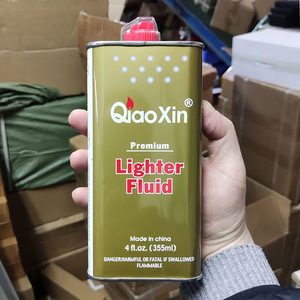 QiaoXin®
Premium
Lighter
Fluid
Made in china
4 fl.oz. (355ml)
DANGER:HARMFUL OR FATAL IF SWALLOWED
FLAMMABLE